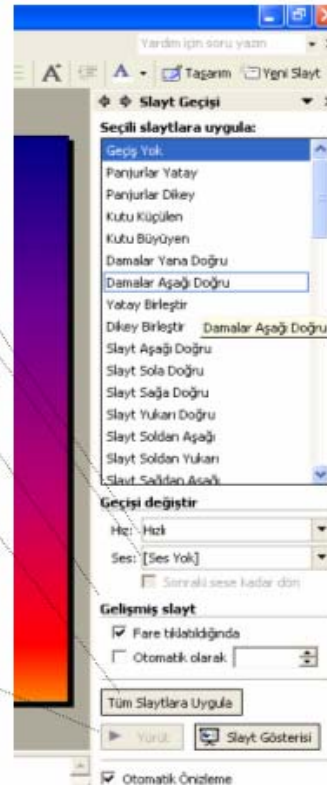 Yardım için soru yazın
A A Tasarım Yeni Slayt
Slayt Geçişi
Seçili slaytlara uygula:
Geçiş Yok
Panjurlar Yatay
Panjurlar Dikey
Kutu Küçülen
Kutu Büyüyen
Damalar Yana Doğru
Damalar Aşağı Doğru
Yatay Birleştir
Dikey Birleştir Damalar Aşağı Doğru
Slayt Aşağı Doğru
Slayt Sola Doğru
Slayt Sağa Doğru
Slayt Yukarı Doğru
Slayt Soldan Aşağı
Slayt Soldan Yukarı
Slayt Sağdan Aşağı
Geçişi değiştir
Hız: Hızlı
Ses: [Ses Yok]
Sonraki sese kadar dön
Gelişmiş slayt
Fare tıklatıldığında
Otomatik olarak
Tüm Slaytlara Uygula
Yürüt Slayt Gösterisi
Otomatik Önizleme